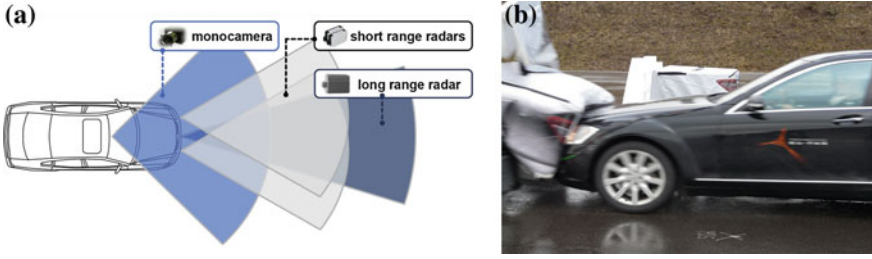 (a)
monocamera
short range radars
long range radar
(b)